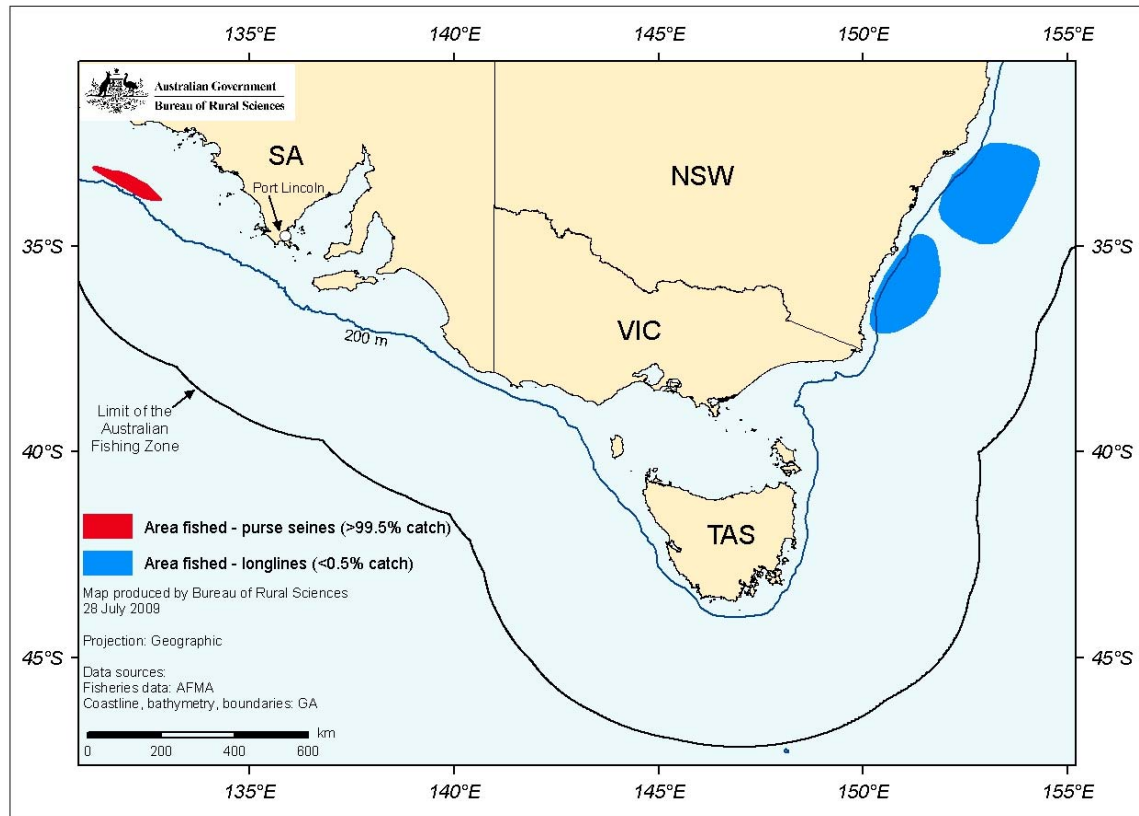 135°E 140°E 145°E 150°E 155°E
Australian Government
Bureau of Rural Sciences
SA
Port Lincoln
NSW
35°S 35°S
VIC
200 m
Limit of the
Australian
Fishing Zone
40°S 40°S
Area fished - purse seines (>99.5% catch)
TAS
Area fished - longlines (<0.5% catch)
Map produced by Bureau of Rural Sciences
28 July 2009
Projection: Geographic
45°S 45°S
Data sources:
Fisheries data: AFMA
Coastline, bathymetry, boundaries: GA
km
0 200 400 600
135°E 140°E 145°E 150°E 155°E